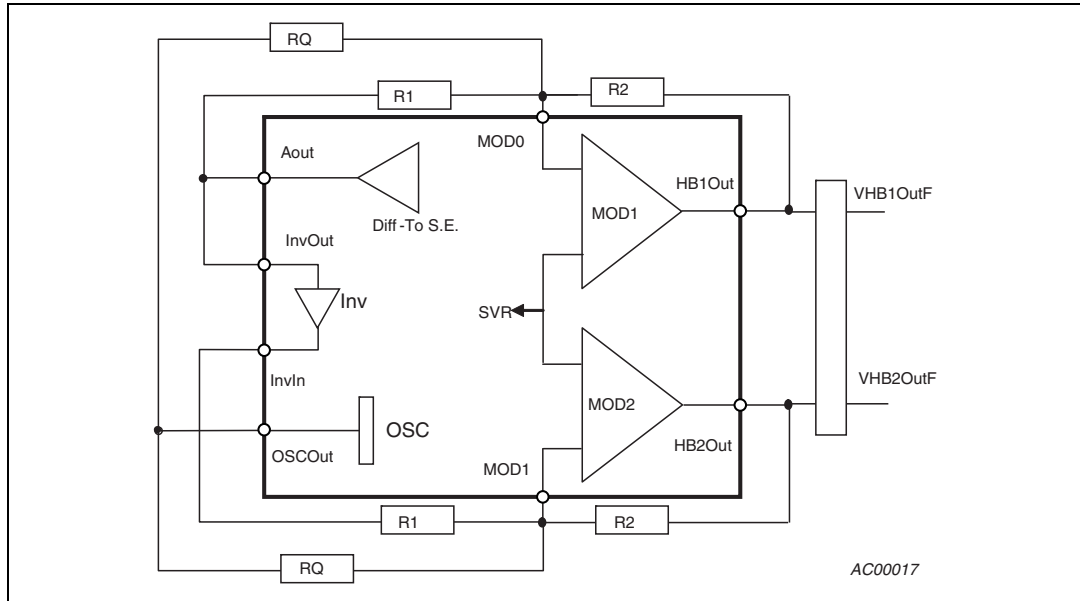 RQ
R1
R2
MOD0
Aout
HB1Out
VHB1OutF
MOD1
Diff -To S.E.
InvOut
Inv
SVR
InvIn
VHB2OutF
MOD2
OSC
OSCOut
HB2Out
MOD1
R1
R2
RQ
AC00017